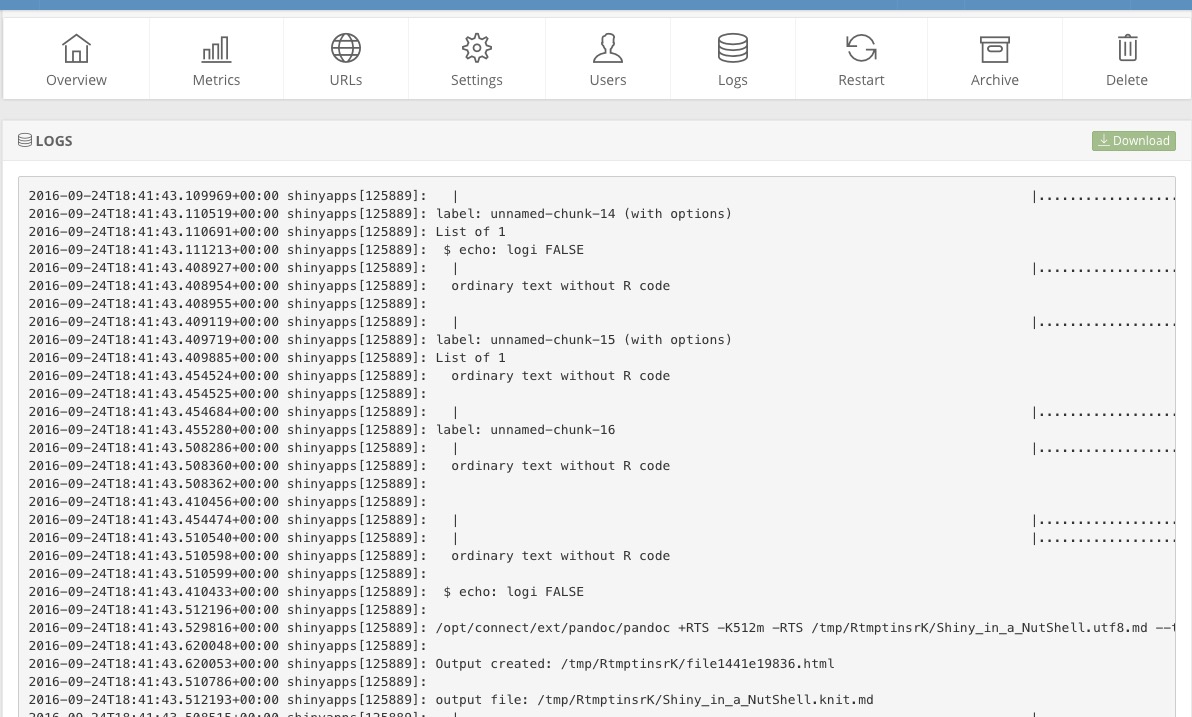 Overview Metrics URLs Settings Users Logs Restart Archive Delete
LOGS Download
2016-09-24T18:41:43.109969+00:00 shinyapps[125889]:   |                                                                         |..................
2016-09-24T18:41:43.110519+00:00 shinyapps[125889]: label: unnamed-chunk-14 (with options)
2016-09-24T18:41:43.110691+00:00 shinyapps[125889]: List of 1
2016-09-24T18:41:43.111213+00:00 shinyapps[125889]:  $ echo: logi FALSE
2016-09-24T18:41:43.408927+00:00 shinyapps[125889]:   |                                                                         |..................
2016-09-24T18:41:43.408954+00:00 shinyapps[125889]:   ordinary text without R code
2016-09-24T18:41:43.408955+00:00 shinyapps[125889]:
2016-09-24T18:41:43.409119+00:00 shinyapps[125889]:   |                                                                         |..................
2016-09-24T18:41:43.409719+00:00 shinyapps[125889]: label: unnamed-chunk-15 (with options)
2016-09-24T18:41:43.409885+00:00 shinyapps[125889]: List of 1
2016-09-24T18:41:43.454524+00:00 shinyapps[125889]:   ordinary text without R code
2016-09-24T18:41:43.454525+00:00 shinyapps[125889]:
2016-09-24T18:41:43.454684+00:00 shinyapps[125889]:   |                                                                         |..................
2016-09-24T18:41:43.455280+00:00 shinyapps[125889]: label: unnamed-chunk-16
2016-09-24T18:41:43.508286+00:00 shinyapps[125889]:   |                                                                         |..................
2016-09-24T18:41:43.508360+00:00 shinyapps[125889]:   ordinary text without R code
2016-09-24T18:41:43.508362+00:00 shinyapps[125889]:
2016-09-24T18:41:43.410456+00:00 shinyapps[125889]:
2016-09-24T18:41:43.454474+00:00 shinyapps[125889]:   |                                                                         |..................
2016-09-24T18:41:43.510540+00:00 shinyapps[125889]:   |                                                                         |..................
2016-09-24T18:41:43.510598+00:00 shinyapps[125889]:   ordinary text without R code
2016-09-24T18:41:43.510599+00:00 shinyapps[125889]:
2016-09-24T18:41:43.410433+00:00 shinyapps[125889]:  $ echo: logi FALSE
2016-09-24T18:41:43.512196+00:00 shinyapps[125889]:
2016-09-24T18:41:43.529816+00:00 shinyapps[125889]: /opt/connect/ext/pandoc/pandoc +RTS -K512m -RTS /tmp/RtmptinsrK/Shiny_in_a_NutShell.utf8.md
2016-09-24T18:41:43.620048+00:00 shinyapps[125889]:
2016-09-24T18:41:43.620053+00:00 shinyapps[125889]: Output created: /tmp/RtmptinsrK/file1441e19836.html
2016-09-24T18:41:43.510786+00:00 shinyapps[125889]:
2016-09-24T18:41:43.512193+00:00 shinyapps[125889]: output file: /tmp/RtmptinsrK/Shiny_in_a_NutShell.knit.md